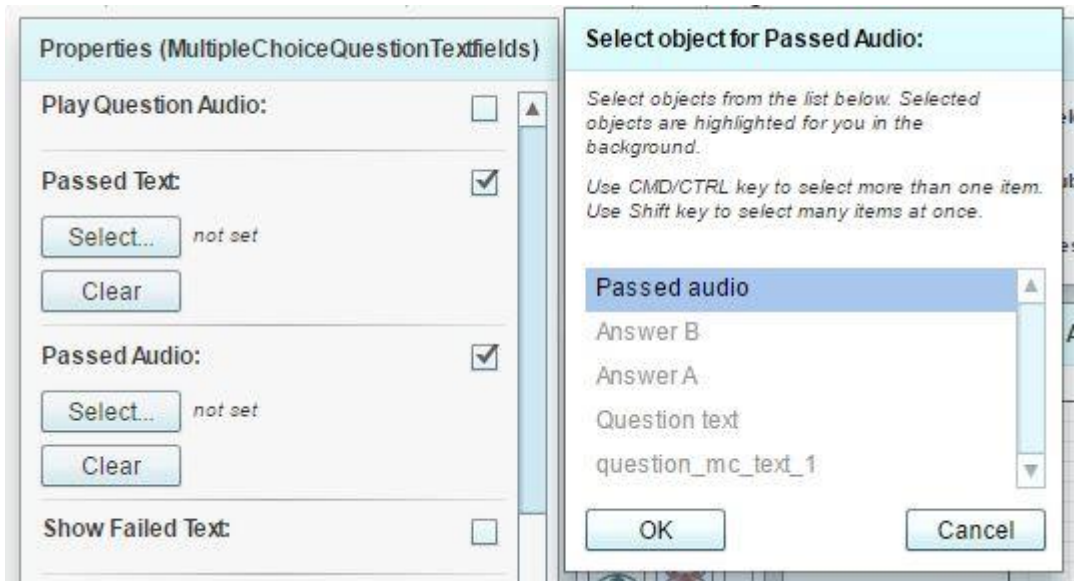 Properties (MultipleChoiceQuestionTextfields)
Play Question Audio:
Passed Text:
Select... not set
Clear
Passed Audio:
Select... not set
Clear
Show Failed Text:
Select object for Passed Audio:
Select objects from the list below. Selected
objects are highlighted for you in the
background.
Use CMD/CTRL key to select more than one item.
Use Shift key to select many items at once.
Passed audio
Answer B
Answer A
Question text
question_mc_text_1
OK Cancel